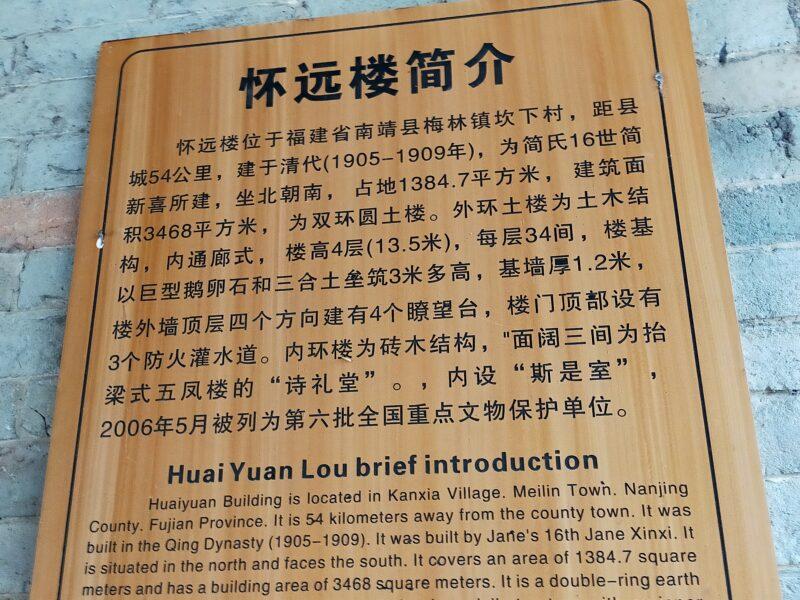 怀远楼简介
怀远楼位于福建省南靖县梅林镇坎下村，距县
城54公里，建于清代(1905-1909年)，为简氏16世简
新喜所建，坐北朝南，占地1384.7平方米，建筑面
积3468平方米，为双环圆土楼。外环土楼为土木结
构，内通廊式，楼高4层(13.5米)，每层34间，楼基
以巨型鹅卵石和三合土垒筑3米多高，基墙厚1.2米，
楼外墙顶层四个方向建有4个瞭望台，楼门顶部设有
3个防火灌水道。内环楼为砖木结构，"面阔三间为抬
梁式五凤楼的“诗礼堂”。，内设“斯是室”，
2006年5月被列为第六批全国重点文物保护单位。
Huai Yuan Lou brief introduction
Huaiyuan Building is located in Kanxia Village. Meilin Town. Nanjing
County. Fujian Province. It is 54 kilometers away from the county town. It was
built in the Qing Dynasty (1905-1909). It was built by Jane's 16th Jane Xinxi. It
is situated in the north and faces the south. It covers an area of 1384.7 square
meters and has a building area of 3468 square meters. It is a double-ring earth